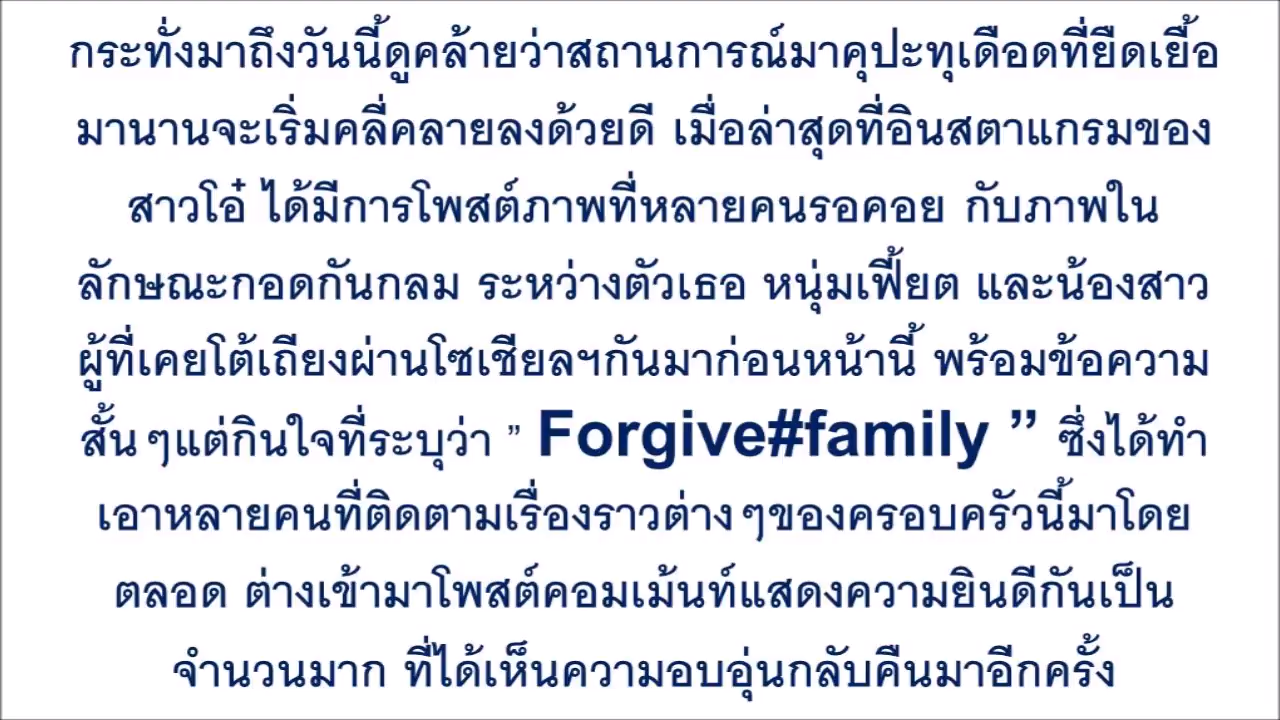 กระทั่งมาถึงวันนี้ดูคล้ายว่าสถานการณ์มาคุปะทุเดือดที่ยืดเยื้อ
มานานจะเริ่มคลี่คลายลงด้วยดี เมื่อล่าสุดที่อินสตาแกรมของ
สาวโอ๋ ได้มีการโพสต์ภาพที่หลายคนรอคอย กับภาพใน
ลักษณะกอดกันกลม ระหว่างตัวเธอ หนุ่มเฟี้ยต และน้องสาว
ผู้ที่เคยโต้เถียงผ่านโซเชียลฯกันมาก่อนหน้านี้ พร้อมข้อความ
สั้นๆแต่กินใจที่ระบุว่า ” Forgive#family ” ซึ่งได้ทำ
เอาหลายคนที่ติดตามเรื่องราวต่างๆของครอบครัวนี้มาโดย
ตลอด ต่างเข้ามาโพสต์คอมเม้นท์แสดงความยินดีกันเป็น
จำนวนมาก ที่ได้เห็นความอบอุ่นกลับคืนมาอีกครั้ง